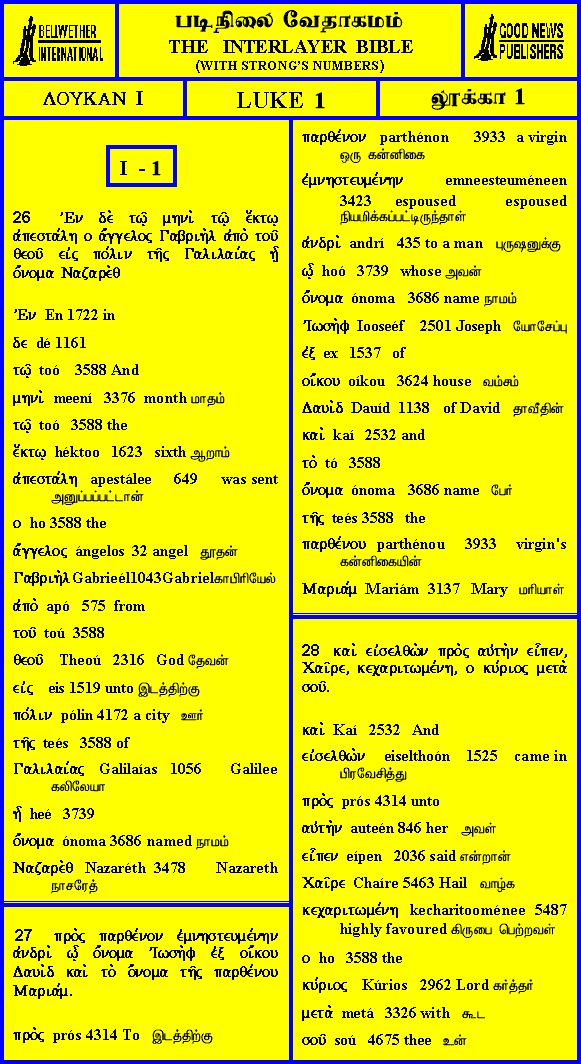 BELLWETHER
INTERNATIONAL
படிநிலை வேதாகமம்
THE INTERLAYER BIBLE
(WITH STRONG'S NUMBERS)
GOOD NEWS
PUBLISHERS
ΛΟΥΚΑΝ I
LUKE 1
லூக்கா 1
I - 1
26 Ἐν δὲ τῷ μηνὶ τῷ ἕκτῳ
ἀπεστάλη ο ἄγγελος Γαβριὴλ ἀπὸ τοῦ
θεοῦ εἰς πόλιν τῆς Γαλιλαίας ᾗ
ὄνομα Ναζαρὲθ
Ἐν En 1722 in
δε dé 1161
τῷ toó 3588 And
μηνὶ meení 3376 month மாதம்
τῷ toó 3588 the
ἕκτῳ héktoo 1623 sixth ஆறாம்
ἀπεστάλη apestálee 649 was sent
அனுப்பப்பட்டான்
ο ho 3588 the
ἄγγελος ángelos 32 angel தூதன்
Γαβριὴλ Gabrieél1043Gabrielகாபிரியேல்
ἀπὸ apó 575 from
τοῦ toú 3588
θεοῦ Theoú 2316 God தேவன்
εἰς eis 1519 unto இடத்திற்கு
πόλιν pólin 4172 a city ஊர்
τῆς teés 3588 of
Γαλιλαίας Galilaías 1056 Galilee
கலிலேயா
ᾗ heé 3739
ὄνομα ónoma 3686 named நாமம்
Ναζαρὲθ Nazaréth 3478 Nazareth
நாசரேத்
27 πρὸς παρθένον ἐμνηστευμένην
ἀνδρὶ ᾧ ὄνομα Ἰωσὴφ ἐξ οἴκου
Δαυὶδ καὶ τὸ ὄνομα τῆς παρθένου
Μαριάμ.
πρὸς prós 4314 To இடத்திற்கு
παρθένον parthénon 3933 a virgin
ஒரு கன்னிகை
ἐμνηστευμένην emneesteuméneen
3423 espoused espoused
நியமிக்கப்பட்டிருந்தாள்
ἀνδρὶ andrí 435 to a man புருஷனுக்கு
ᾧ hoó 3739 whose அவன்
ὄνομα ónoma 3686 name நாமம்
Ἰωσὴφ Iooseéf 2501 Joseph யோசேப்பு
ἐξ ex 1537 of
οἴκου oíkou 3624 house வம்சம்
Δαυὶδ Dauíd 1138 of David தாவீதின்
καὶ kaí 2532 and
τὸ tó 3588
ὄνομα ónoma 3686 name பேர்
τῆς teés 3588 the
παρθένου parthénou 3933 virgin's
கன்னிகையின்
Μαριάμ Mariám 3137 Mary மரியாள்
28 καὶ εἰσελθὼν πρὸς αὐτὴν εἶπεν,
Χαῖρε, κεχαριτωμένη, ο κύριος μετὰ
σοῦ.
καὶ Kaí 2532 And
εἰσελθὼν eiselthoón 1525 came in
பிரவேசித்து
πρὸς prós 4314 unto
αὐτὴν auteén 846 her அவள்
εἶπεν eípen 2036 said என்றான்
Χαῖρε Chaíre 5463 Hail வாழ்க
κεχαριτωμένη kecharitooménee 5487
highly favoured கிருபை பெற்றவள்
ο ho 3588 the
κύριος Kúrios 2962 Lord கர்த்தர்
μετὰ metá 3326 with கூட
σοῦ soú 4675 thee உன்